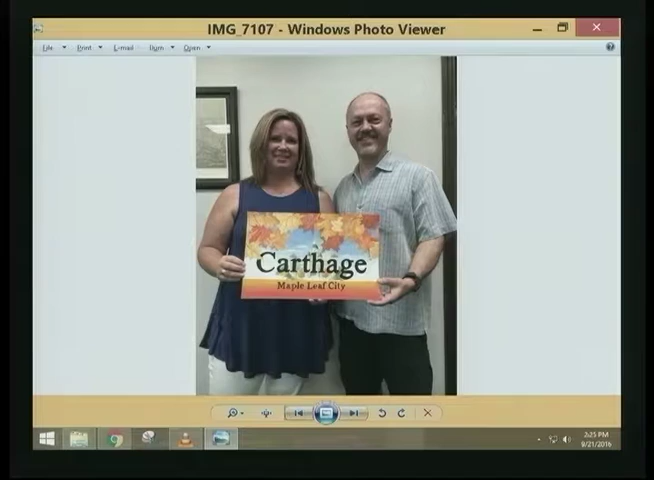 IMG_7107 - Windows Photo Viewer
File Print E-mail Burn Open
Carthage
Maple Leaf City
2:25 PM
9/21/2016